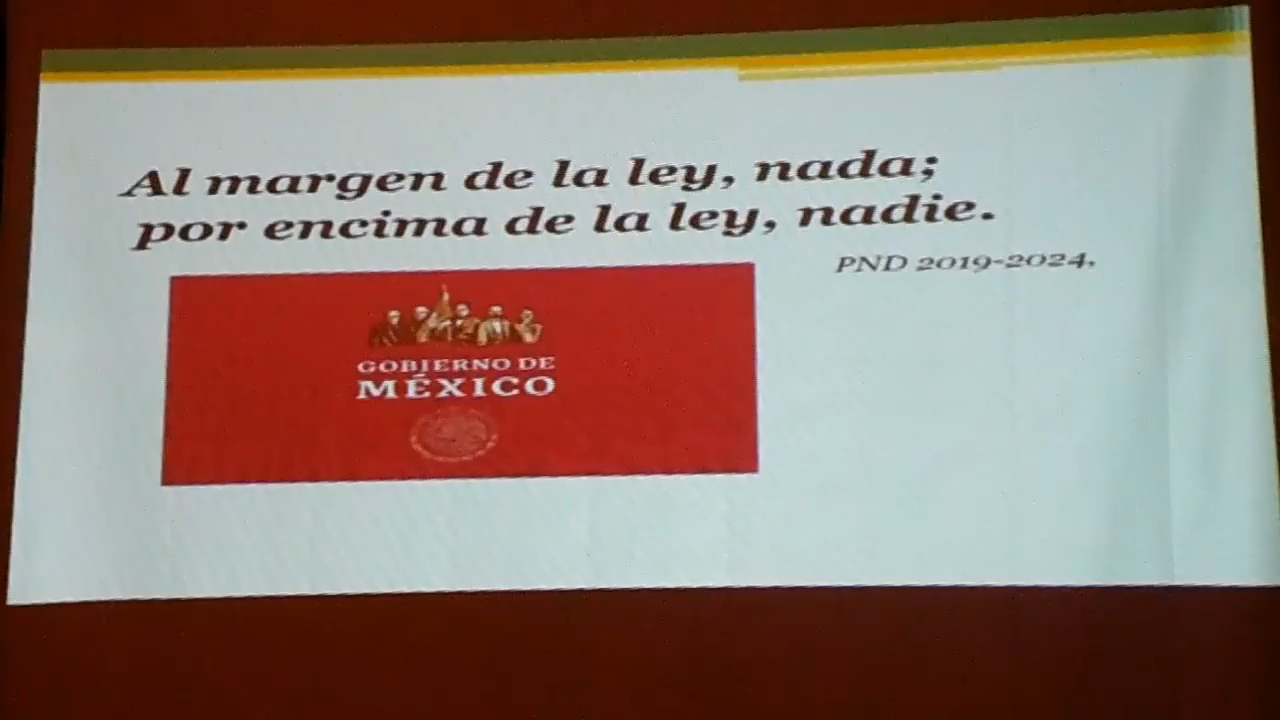 Al margen de la ley, nada;
por encima de la ley, nadie.
PND 2019-2024,
GOBIERNO DE
MÉXICO